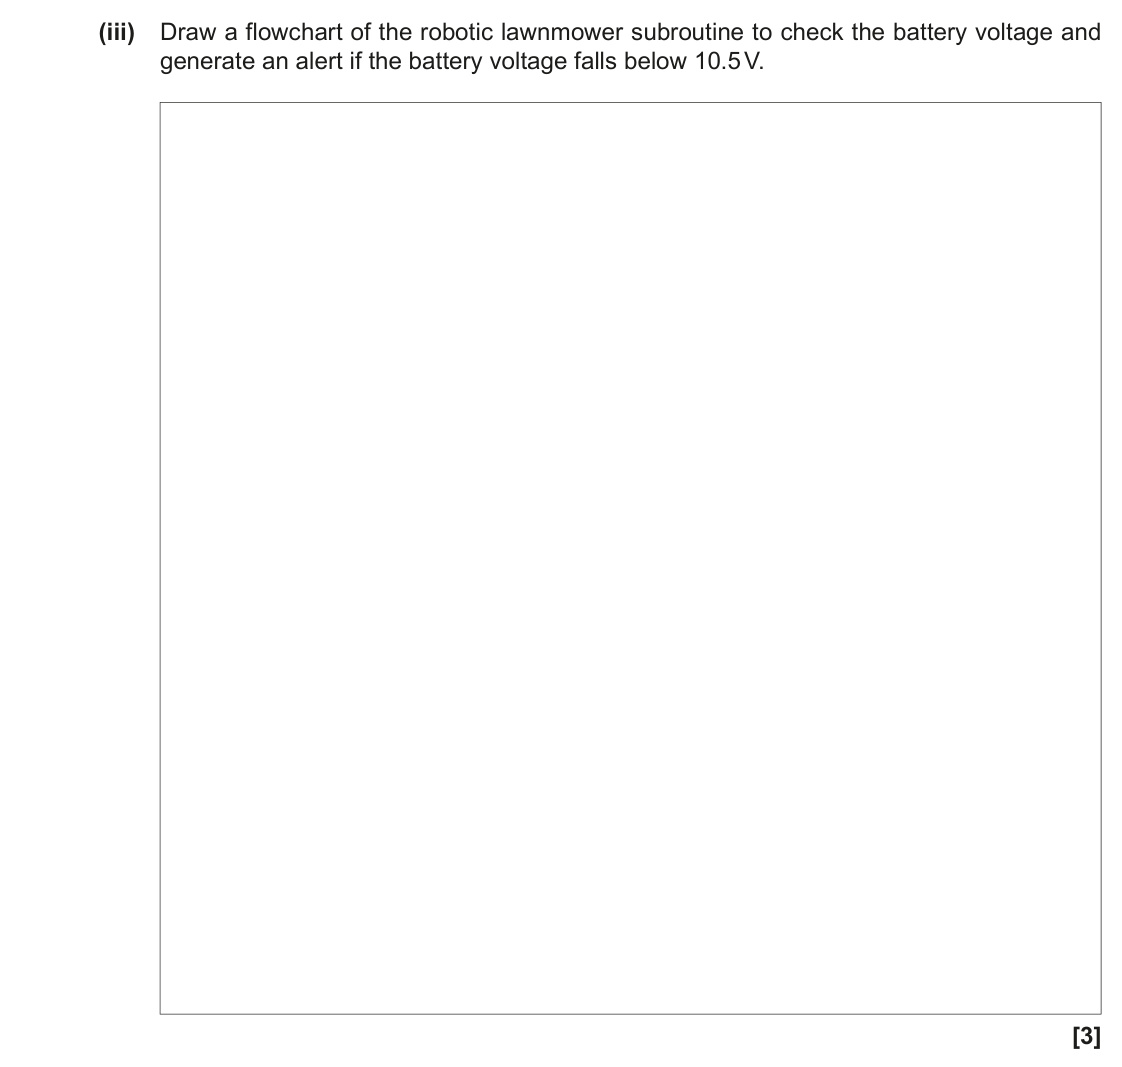 (iii) Draw a flowchart of the robotic lawnmower subroutine to check the battery voltage and
generate an alert if the battery voltage falls below 10.5 V.
[3]